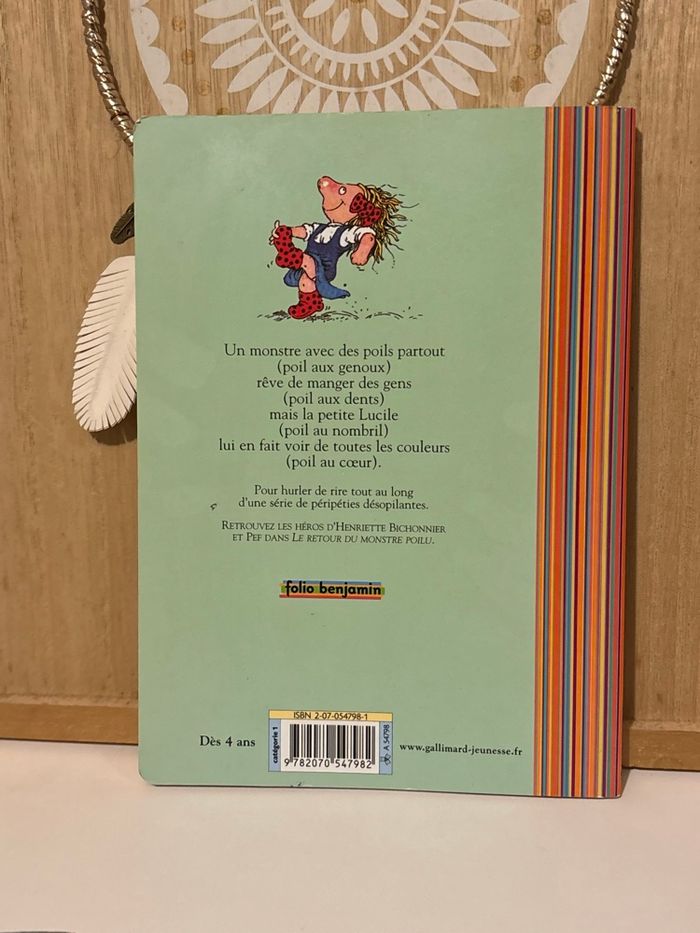 Un monstre avec des poils partout
(poil aux genoux)
rêve de manger des gens
(poil aux dents)
mais la petite Lucile
(poil au nombril)
lui en fait voir de toutes les couleurs
(poil au cœur).
Pour hurler de rire tout au long
d'une série de péripéties désopilantes.
Retrouvez les héros d'Henriette Bichonnier
et Pef dans Le retour du monstre poilu.
folio benjamin
ISBN 2-07-054798-1
catégorie 1
A 54798
9 782070 547982
Dès 4 ans
www.gallimard-jeunesse.fr